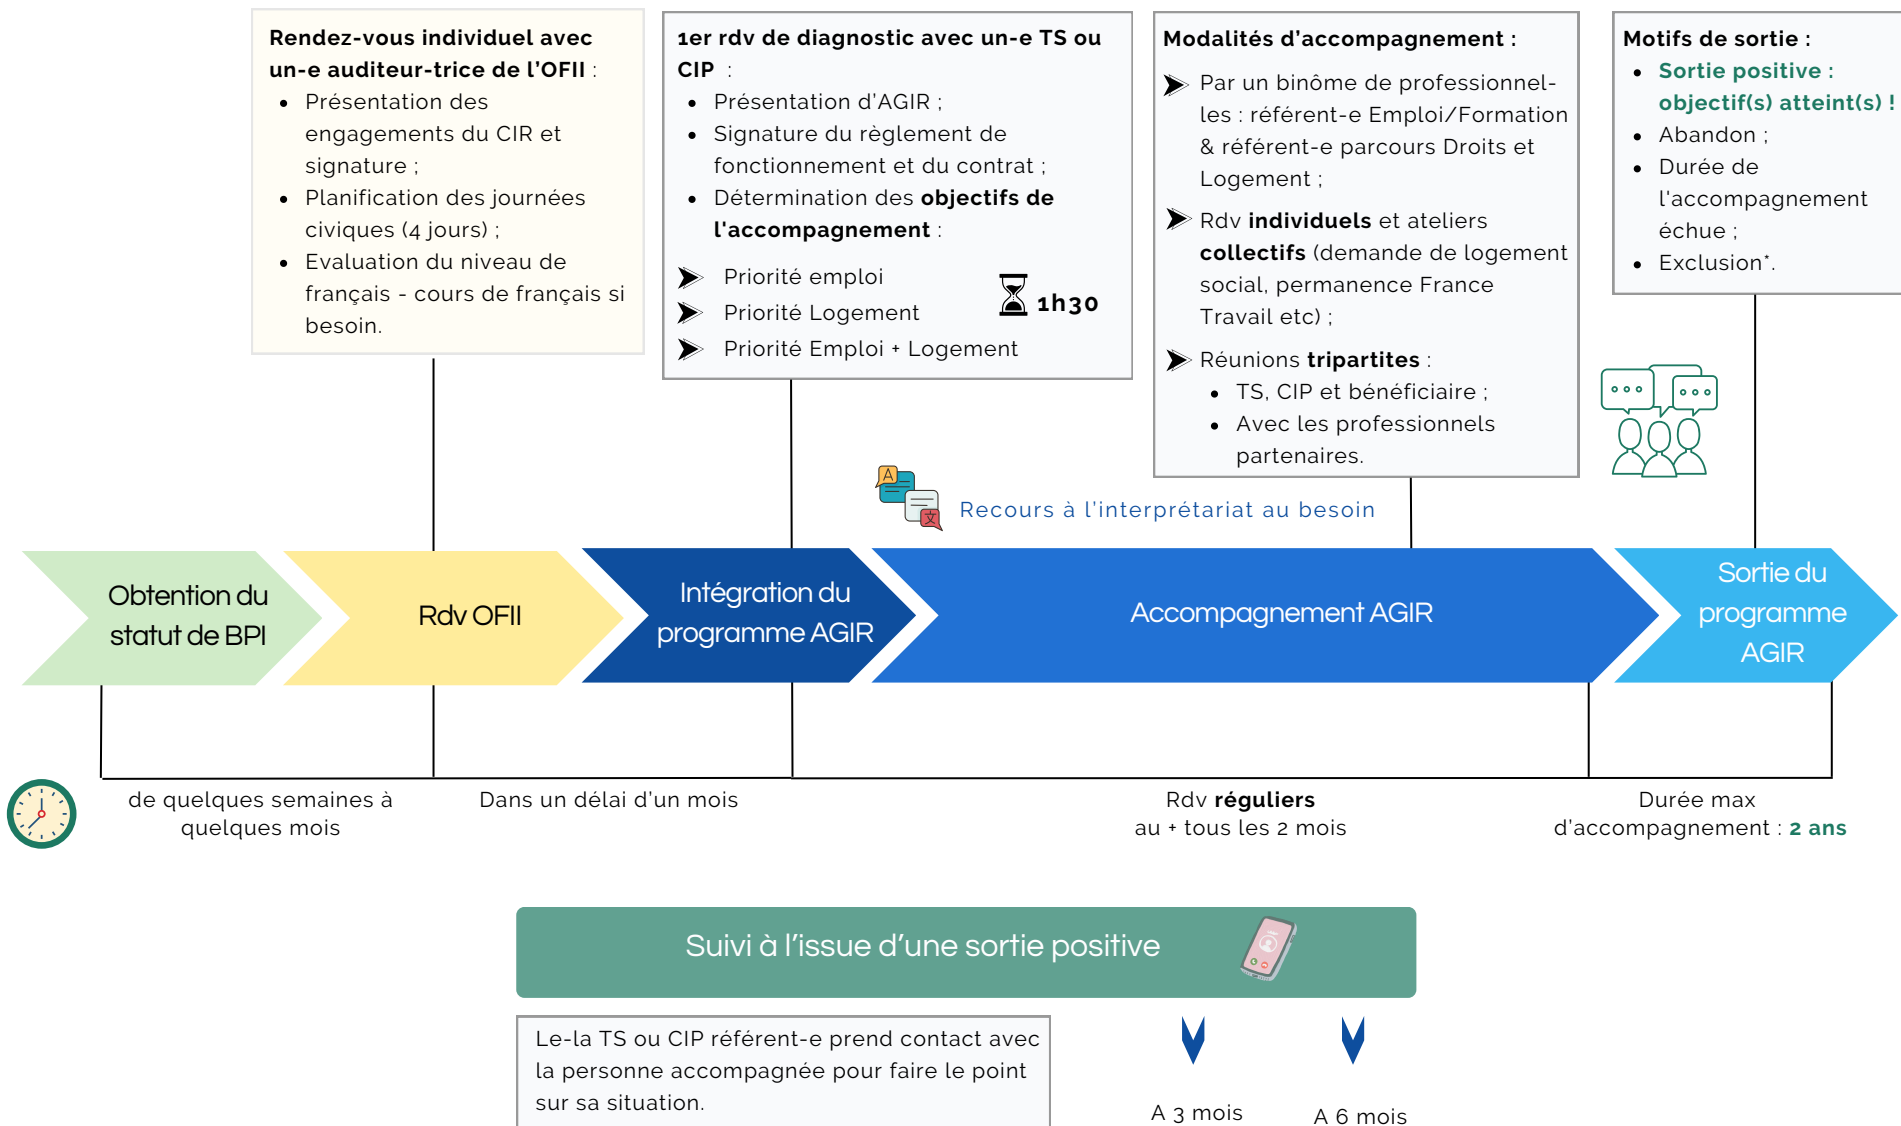 Rendez-vous individuel avec
un-e auditeur-trice de l'OFII :
• Présentation des
engagements du CIR et
signature ;
• Planification des journées
civiques (4 jours) ;
• Evaluation du niveau de
français - cours de français si
besoin.
1er rdv de diagnostic avec un-e TS ou
CIP :
• Présentation d'AGIR ;
• Signature du règlement de
fonctionnement et du contrat ;
• Détermination des objectifs de
l'accompagnement :
➤ Priorité emploi
➤ Priorité Logement
➤ Priorité Emploi + Logement
1h30
Modalités d'accompagnement :
➤ Par un binôme de professionnel-
les : référent-e Emploi/Formation
& référent-e parcours Droits et
Logement ;
➤ Rdv individuels et ateliers
collectifs (demande de logement
social, permanence France
Travail etc) ;
➤ Réunions tripartites :
• TS, CIP et bénéficiaire ;
• Avec les professionnels
partenaires.
Motifs de sortie :
• Sortie positive :
objectif(s) atteint(s) !
• Abandon ;
• Durée de
l'accompagnement
échue ;
• Exclusion*.
A
文
Recours à l'interprétariat au besoin
Obtention du
statut de BPI
Rdv OFII
Intégration du
programme AGIR
Accompagnement AGIR
Sortie du
programme
AGIR
de quelques semaines à
quelques mois
Dans un délai d'un mois
Rdv réguliers
au + tous les 2 mois
Durée max
d'accompagnement : 2 ans
Suivi à l'issue d'une sortie positive
Le-la TS ou CIP référent-e prend contact avec
la personne accompagnée pour faire le point
sur sa situation.
A 3 mois
A 6 mois